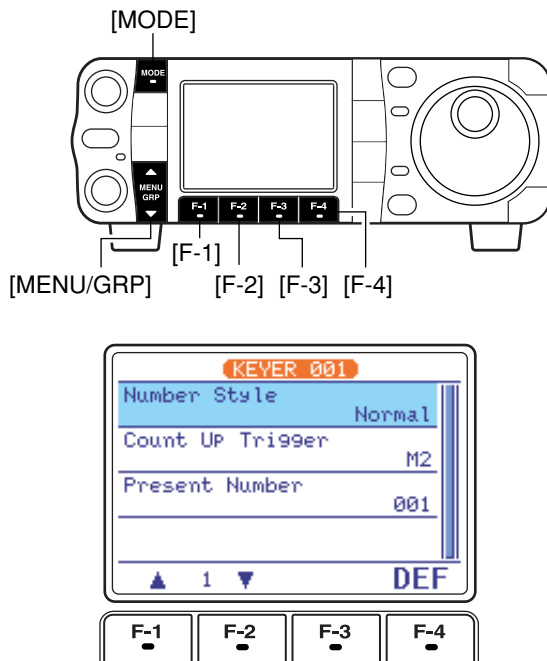 [MODE]
MODE
MENU
GRP
F-1 F-2 F-3 F-4
[F-1]
[MENU/GRP] [F-2] [F-3] [F-4]
KEYER 001
Number Style
Normal
Count Up Trigger
M2
Present Number
001
1 DEF
F-1 F-2 F-3 F-4